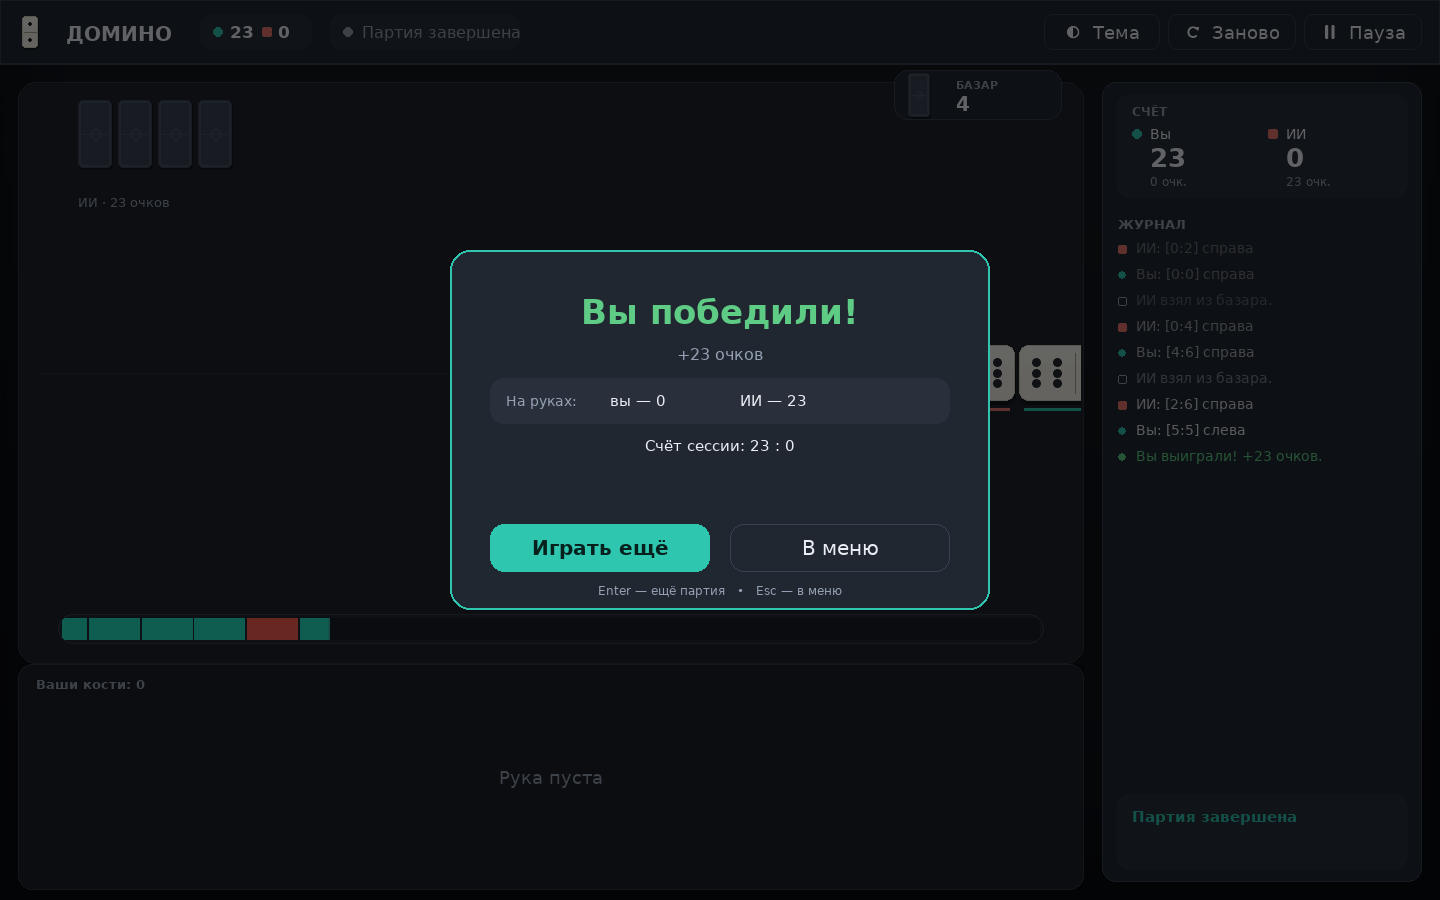 ДОМИНО
23 0
Партия завершена
Тема
Заново
Пауза
БАЗАР
4
ИИ · 23 очков
СЧЁТ
Вы ИИ
23 0
0 очк. 23 очк.
ЖУРНАЛ
ИИ: [0:2] справа
Вы: [0:0] справа
ИИ взял из базара.
ИИ: [0:4] справа
Вы: [4:6] справа
ИИ взял из базара.
ИИ: [2:6] справа
Вы: [5:5] слева
Вы выиграли! +23 очков.
Вы победили!
+23 очков
На руках: вы — 0 ИИ — 23
Счёт сессии: 23 : 0
Играть ещё
В меню
Enter — ещё партия • Esc — в меню
Ваши кости: 0
Рука пуста
Партия завершена